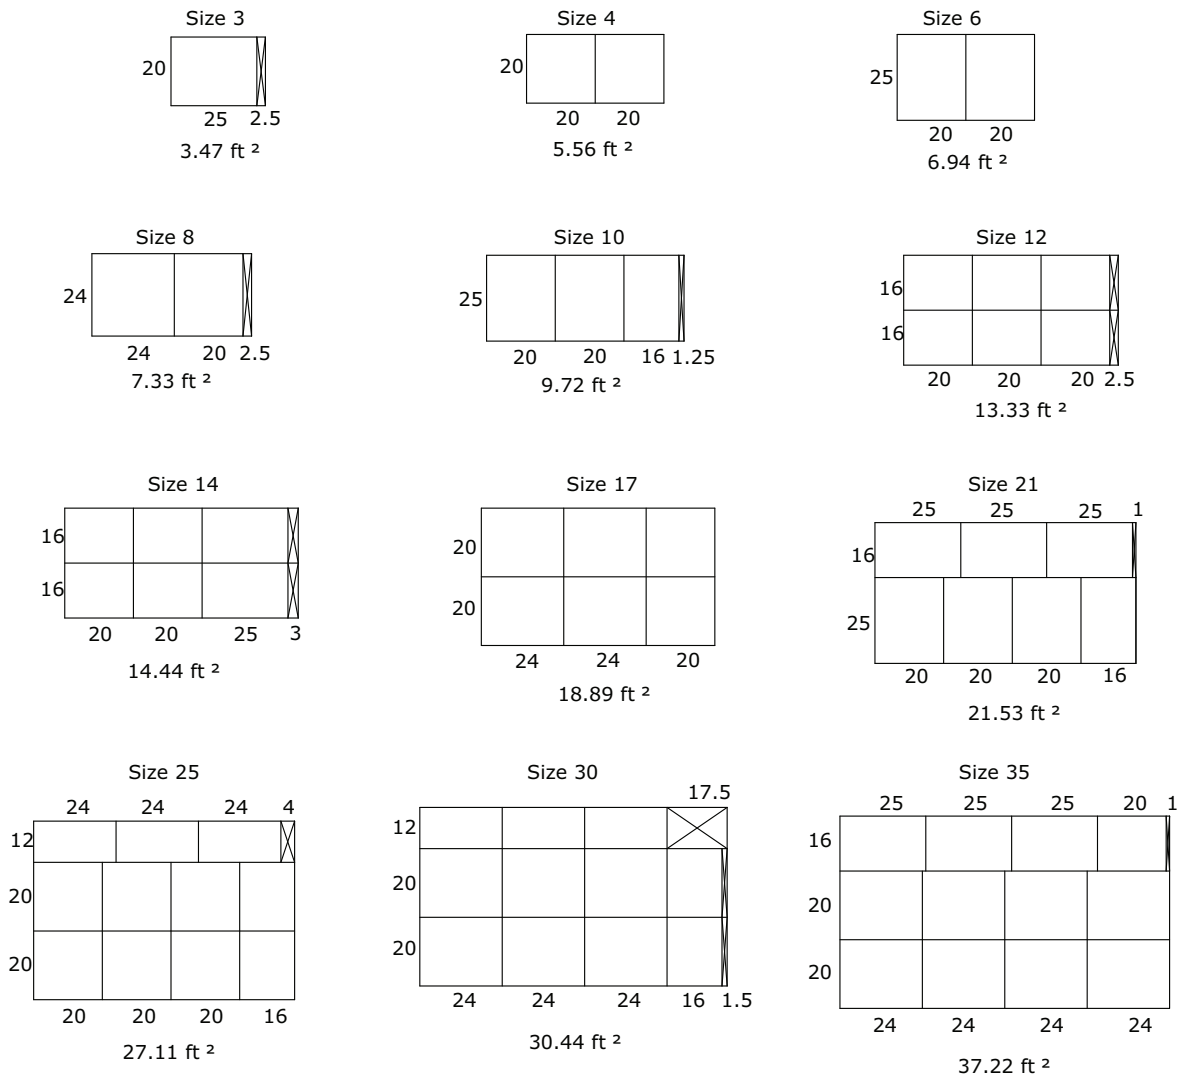 Size 3
20
25 2.5
3.47 ft ²
Size 4
20
20 20
5.56 ft ²
Size 6
25
20 20
6.94 ft ²
Size 8
24
24 20 2.5
7.33 ft ²
Size 10
25
20 20 16 1.25
9.72 ft ²
Size 12
16
16
20 20 20 2.5
13.33 ft ²
Size 14
16
16
20 20 25 3
14.44 ft ²
Size 17
20
20
24 24 20
18.89 ft ²
Size 21
25 25 25 1
16
25
20 20 20 16
21.53 ft ²
Size 25
24 24 24 4
12
20
20
20 20 20 16
27.11 ft ²
Size 30
17.5
12
20
20
24 24 24 16 1.5
30.44 ft ²
Size 35
25 25 25 20 1
16
20
20
24 24 24 24
37.22 ft ²